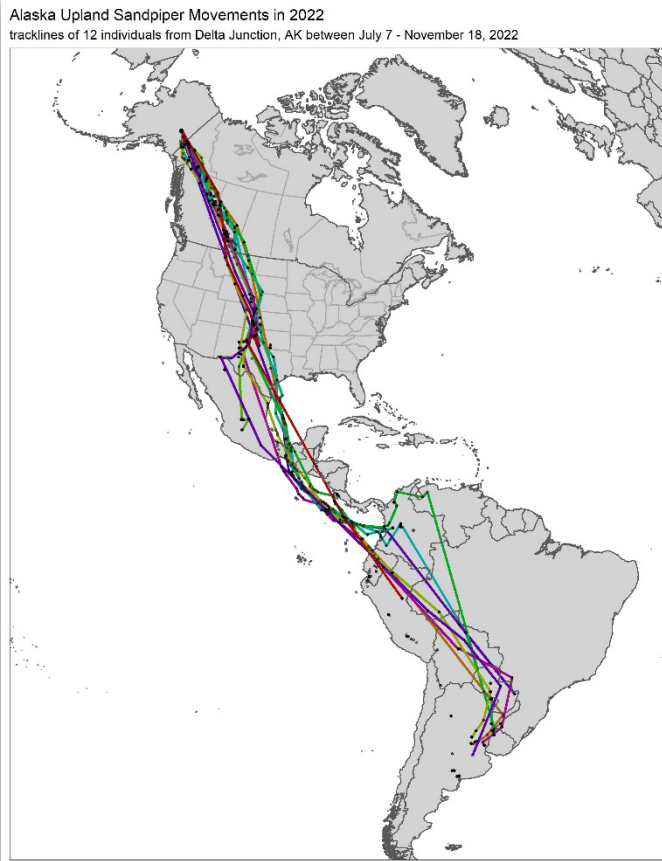 Alaska Upland Sandpiper Movements in 2022
tracklines of 12 individuals from Delta Junction, AK between July 7 - November 18, 2022